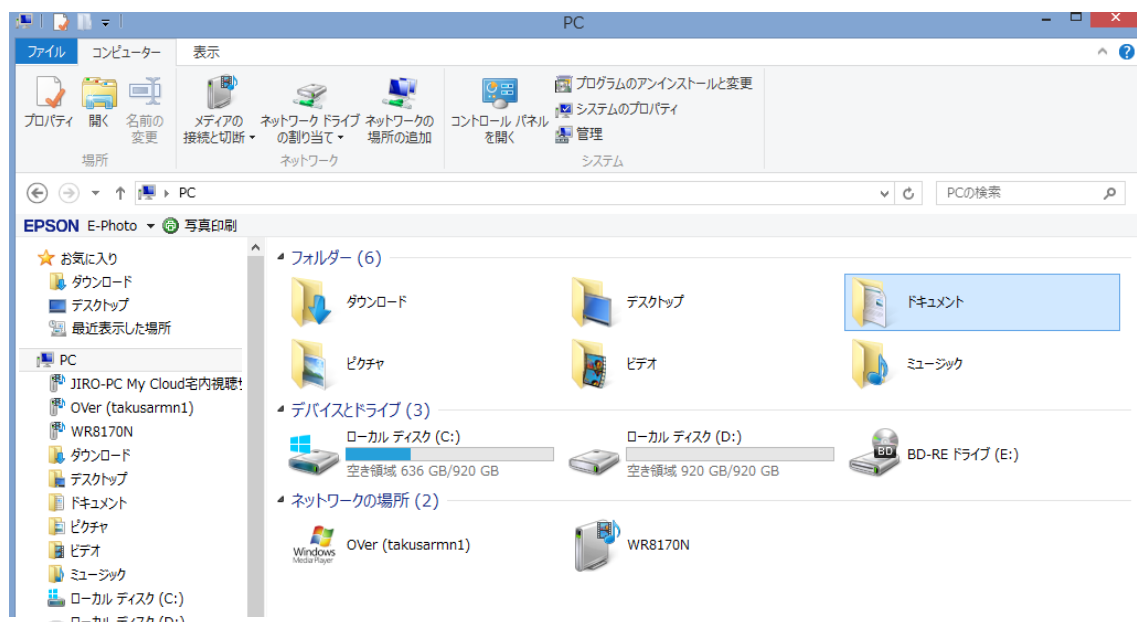 PC
ファイル コンピューター 表示
プロパティ 開く 名前の変更 メディアの接続と切断 ネットワーク ドライブの割り当て ネットワークの場所の追加 コントロール パネルを開く プログラムのアンインストールと変更
システムのプロパティ
管理
場所 ネットワーク システム
PC PCの検索
EPSON E-Photo 写真印刷
お気に入り
ダウンロード
デスクトップ
最近表示した場所
PC
JIRO-PC My Cloud宅内視聴
OVer (takusarmn1)
WR8170N
ダウンロード
デスクトップ
ドキュメント
ピクチャ
ビデオ
ミュージック
ローカル ディスク (C:)
ローカル ディスク (D:)
フォルダー (6)
ダウンロード デスクトップ ドキュメント
ピクチャ ビデオ ミュージック
デバイスとドライブ (3)
ローカル ディスク (C:)
空き領域 636 GB/920 GB
ローカル ディスク (D:)
空き領域 920 GB/920 GB
BD
BD-RE ドライブ (E:)
ネットワークの場所 (2)
Windows
Media Player
OVer (takusarmn1) WR8170N